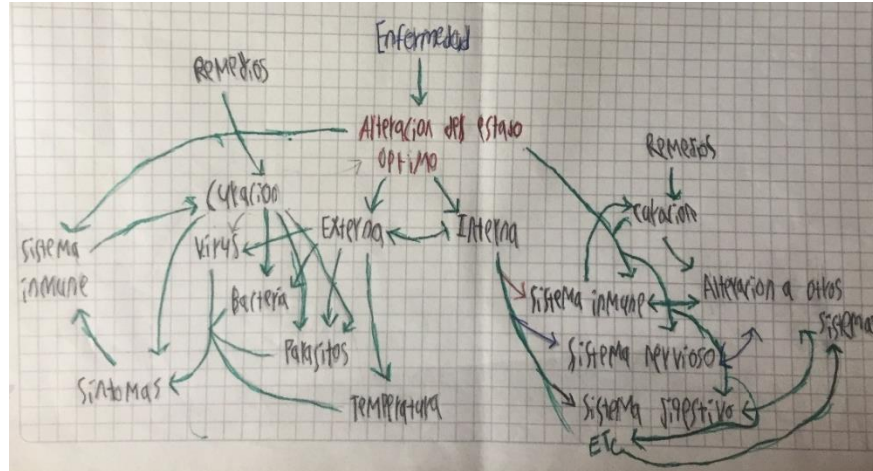 Enfermedad
Remedios
Alteracion del estado
optimo
Remedios
Curacion
curacion
Externa
Interna
virus
sistema
inmune
Bacteria
Sistema inmune
Alteracion a otros
sistemas
Parasitos
Sistema nervioso
Sintomas
Temperatura
Sistema digestivo
ETC